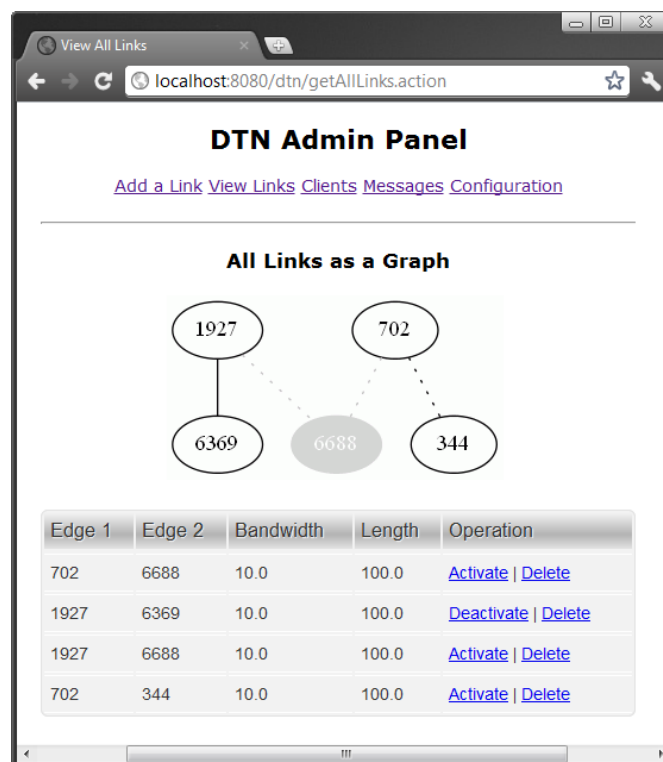 View All Links
localhost:8080/dtn/getAllLinks.action
DTN Admin Panel
Add a Link View Links Clients Messages Configuration
All Links as a Graph
1927 702
6369 6688 344
Edge 1 Edge 2 Bandwidth Length Operation
702 6688 10.0 100.0 Activate | Delete
1927 6369 10.0 100.0 Deactivate | Delete
1927 6688 10.0 100.0 Activate | Delete
702 344 10.0 100.0 Activate | Delete